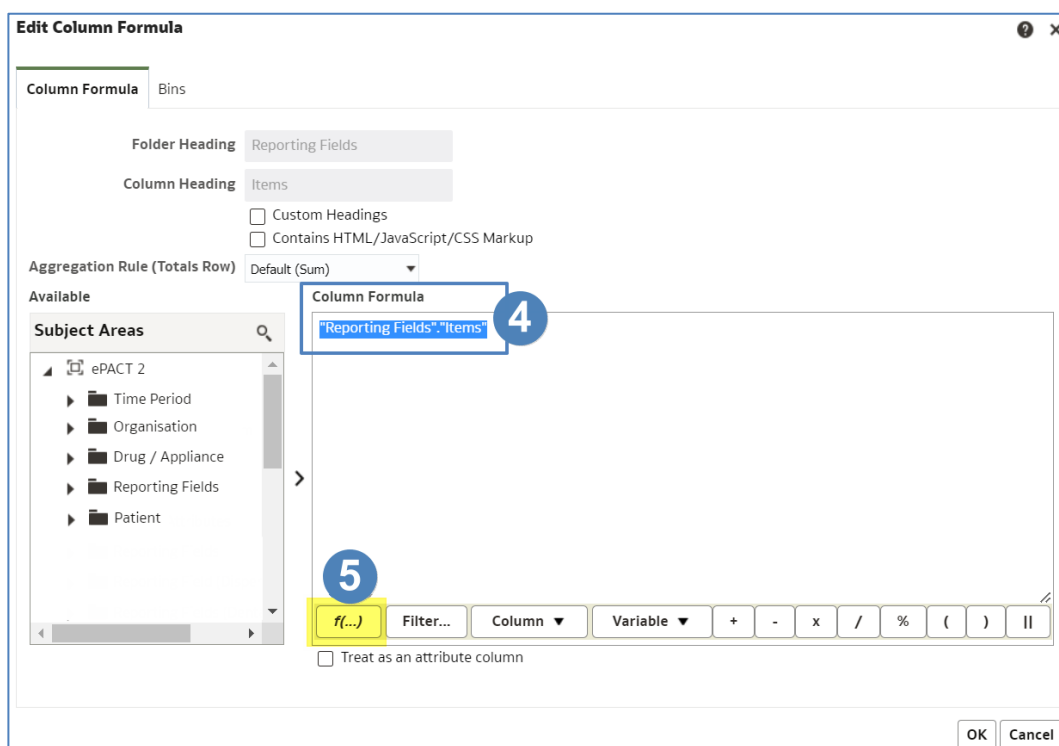 Edit Column Formula
Column Formula
Bins
Folder Heading
Reporting Fields
Column Heading
Items
Custom Headings
Contains HTML/JavaScript/CSS Markup
Aggregation Rule (Totals Row)
Default (Sum)
Available
Column Formula
Subject Areas
"Reporting Fields"."Items"
4
ePACT 2
Time Period
Organisation
Drug / Appliance
Reporting Fields
Patient
5
f(...)
Filter...
Column
Variable
+
-
x
/
%
(
)
||
Treat as an attribute column
OK
Cancel